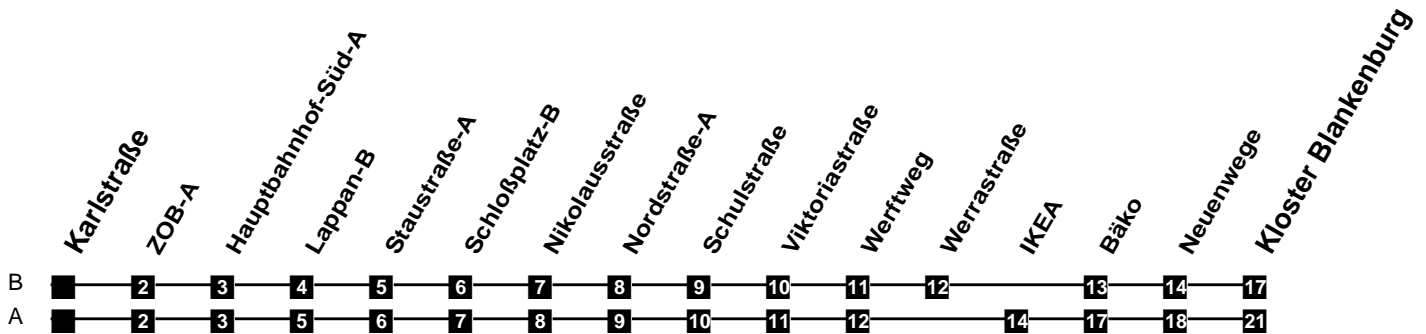 Karlstraße
ZOB-A
Hauptbahnhof-Süd-A
Lappan-B
Staustraße-A
Schloßplatz-B
Nikolausstraße
Nordstraße-A
Schulstraße
Viktoriastraße
Werftweg
Werrastraße
IKEA
Bäko
Neuenwege
Kloster Blankenburg
B 2 3 4 5 6 7 8 9 10 11 12 13 14 17
A 2 3 5 6 7 8 9 10 11 12 14 17 18 21